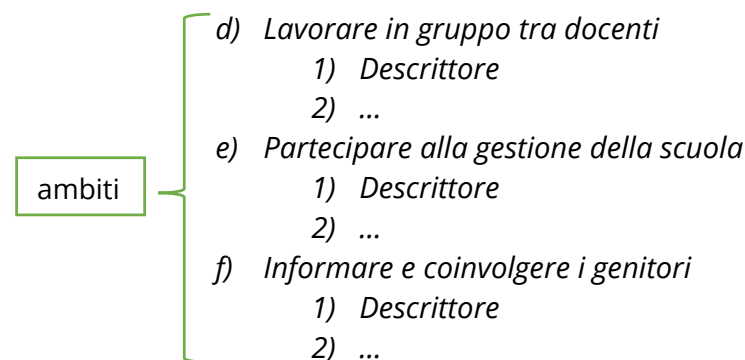 d) Lavorare in gruppo tra docenti
1) Descrittore
2) ...
e) Partecipare alla gestione della scuola
ambiti
1) Descrittore
2) ...
f) Informare e coinvolgere i genitori
1) Descrittore
2) ...